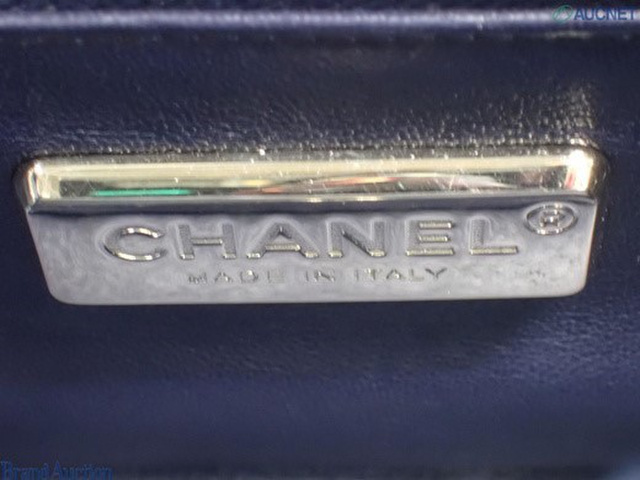 AUCNET
CHANEL®
MADE IN ITALY
Brand Auction